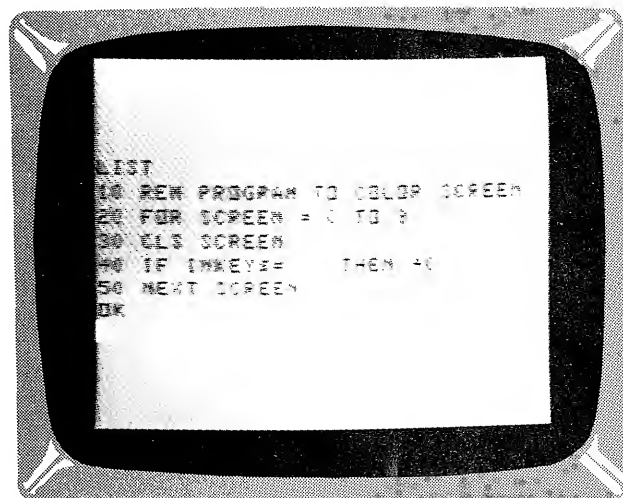 LIST
10 REM PROGRAM TO COLOR SCREEN
20 FOR SCREEN = TO
30 CLS SCREEN
40 IF INKEY$= THEN
50 NEXT SCREEN
OK